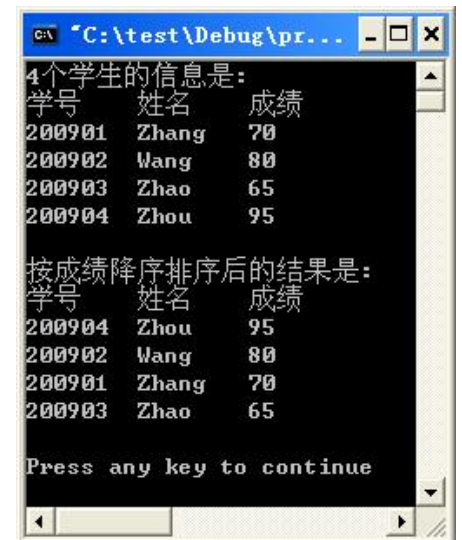 "C:\test\Debug\pr...
4个学生的信息是:
学号 姓名 成绩
200901 Zhang 70
200902 Wang 80
200903 Zhao 65
200904 Zhou 95
按成绩降序排序后的结果是:
学号 姓名 成绩
200904 Zhou 95
200902 Wang 80
200901 Zhang 70
200903 Zhao 65
Press any key to continue